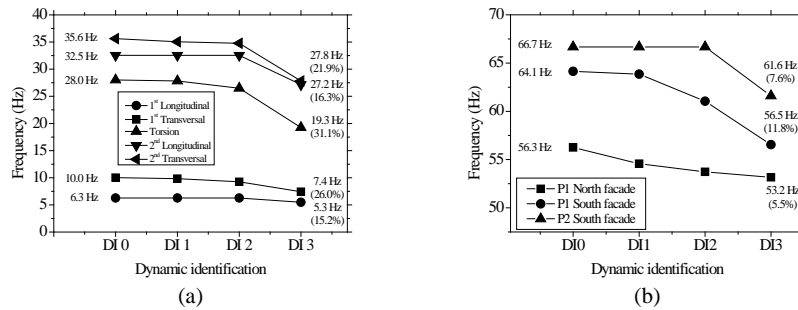 40
35
30
25
20
15
10
5
0
Frequency (Hz)
35.6 Hz
32.5 Hz
28.0 Hz
10.0 Hz
6.3 Hz
1st Longitudinal
1st Transversal
Torsion
2nd Longitudinal
2nd Transversal
27.8 Hz
(21.9%)
27.2 Hz
(16.3%)
19.3 Hz
(31.1%)
7.4 Hz
(26.0%)
5.3 Hz
(15.2%)
DI 0 DI 1 DI 2 DI 3
Dynamic identification
(a)
70
65
60
55
50
Frequency (Hz)
66.7 Hz
64.1 Hz
56.3 Hz
61.6 Hz
(7.6%)
56.5 Hz
(11.8%)
53.2 Hz
(5.5%)
P1 North facade
P1 South facade
P2 South facade
DI0 DI1 DI2 DI3
Dynamic identification
(b)